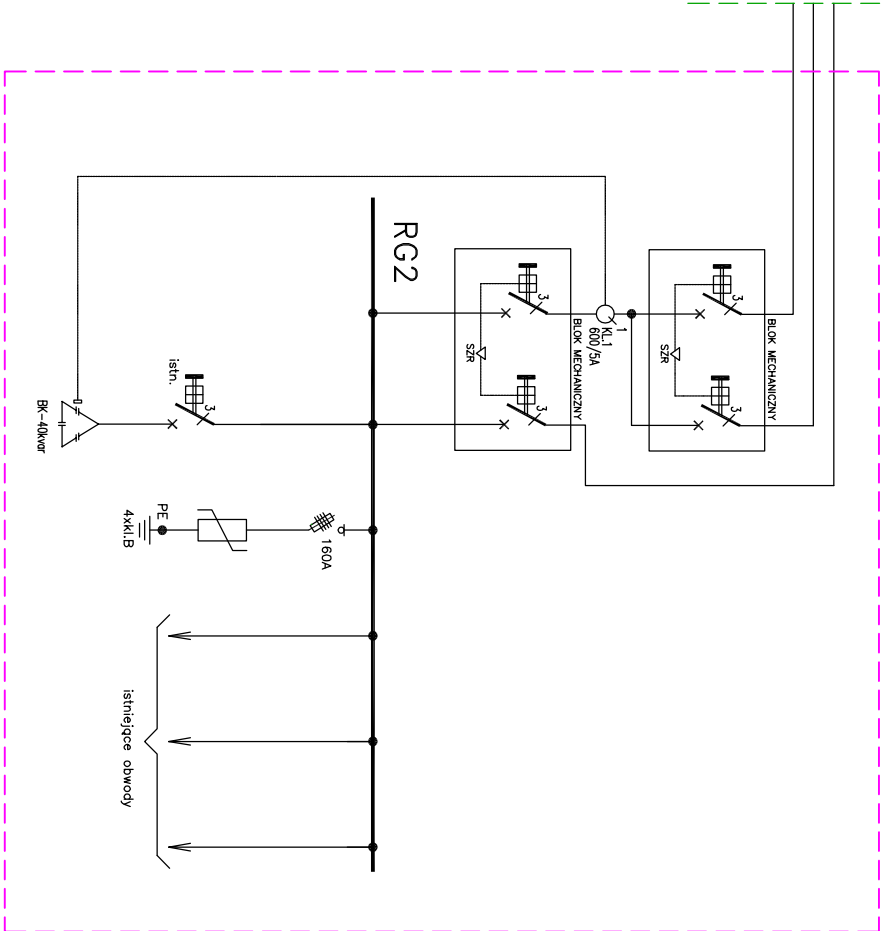 RG2
BLOK MECHANICZNY
3
SZR
3
1
KL.1
600/5A
BLOK MECHANICZNY
3
SZR
3
istn.
3
BK-40kvar
160A
PE
4xkl.B
istniejące obwody